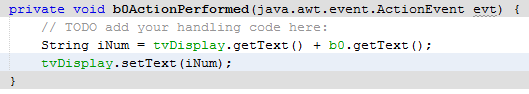 private void b0ActionPerformed(java.awt.event.ActionEvent evt) {
    // TODO add your handling code here:
    String iNum = tvDisplay.getText() + b0.getText();
    tvDisplay.setText(iNum);
}